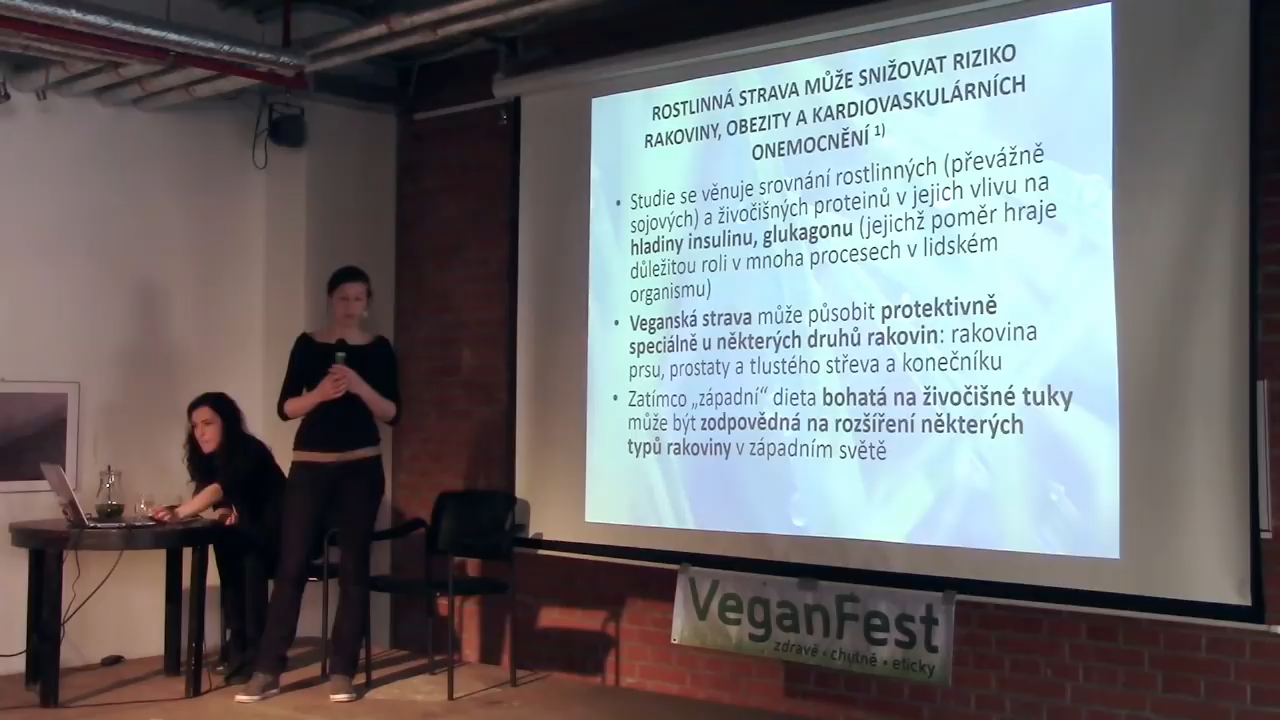 ROSTLINNÁ STRAVA MŮŽE SNIŽOVAT RIZIKO
RAKOVINY, OBEZITY A KARDIOVASKULÁRNÍCH
ONEMOCNĚNÍ 1)
• Studie se věnuje srovnání rostlinných (převážně
sojových) a živočišných proteinů v jejich vlivu na
hladiny insulinu, glukagonu (jejichž poměr hraje
důležitou roli v mnoha procesech v lidském
organismu)
• Veganská strava může působit protektivně
speciálně u některých druhů rakovin: rakovina
prsu, prostaty a tlustého střeva a konečníku
• Zatímco „západní“ dieta bohatá na živočišné tuky
může být zodpovědná na rozšíření některých
typů rakoviny v západním světě
VeganFest
zdravě • chutně • eticky